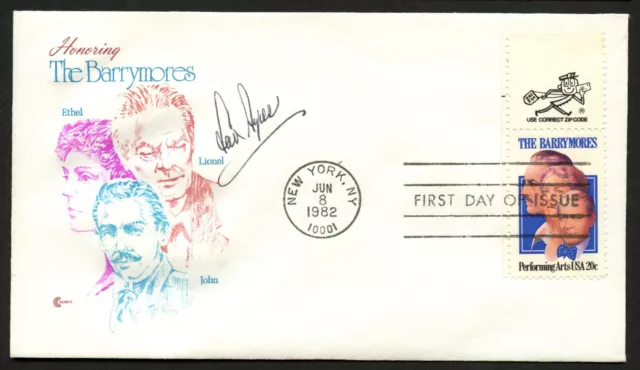 Honoring
The Barrymores
Ethel
Lionel
John
NEW YORK, NY
JUN
8
1982
10001
USE CORRECT ZIP CODE
®
THE BARRYMORES
FIRST DAY OF ISSUE
Performing Arts USA 20c